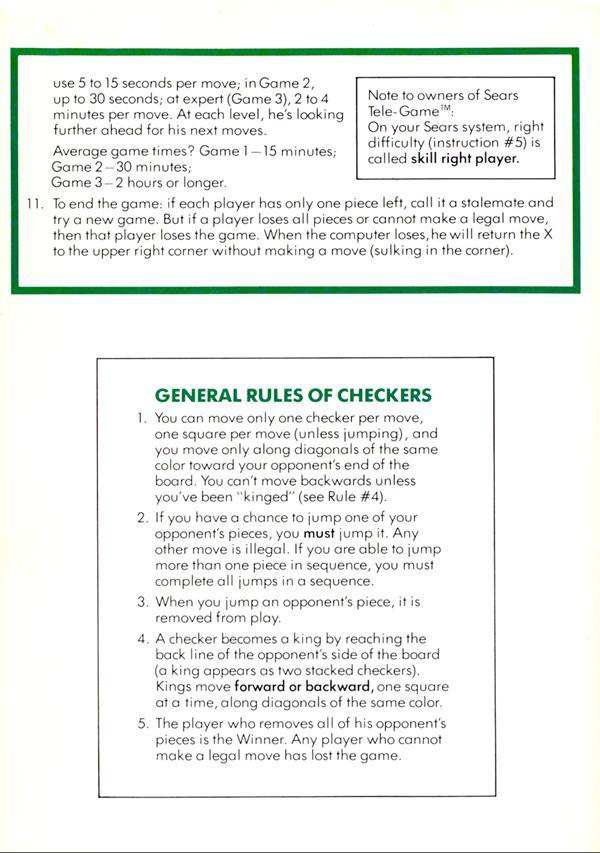 use 5 to 15 seconds per move; in Game 2,
up to 30 seconds; at expert (Game 3), 2 to 4
minutes per move. At each level, he's looking
further ahead for his next moves.
Average game times? Game 1—15 minutes;
Game 2—30 minutes;
Game 3—2 hours or longer.
Note to owners of Sears
Tele-Game™:
On your Sears system, right
difficulty (instruction #5) is
called skill right player.
11. To end the game: if each player has only one piece left, call it a stalemate and
try a new game. But if a player loses all pieces or cannot make a legal move,
then that player loses the game. When the computer loses, he will return the X
to the upper right corner without making a move (sulking in the corner).
GENERAL RULES OF CHECKERS
1. You can move only one checker per move,
one square per move (unless jumping), and
you move only along diagonals of the same
color toward your opponent's end of the
board. You can't move backwards unless
you've been "kinged" (see Rule #4).
2. If you have a chance to jump one of your
opponent's pieces, you must jump it. Any
other move is illegal. If you are able to jump
more than one piece in sequence, you must
complete all jumps in a sequence.
3. When you jump an opponent's piece, it is
removed from play.
4. A checker becomes a king by reaching the
back line of the opponent's side of the board
(a king appears as two stacked checkers).
Kings move forward or backward, one square
at a time, along diagonals of the same color.
5. The player who removes all of his opponent's
pieces is the Winner. Any player who cannot
make a legal move has lost the game.